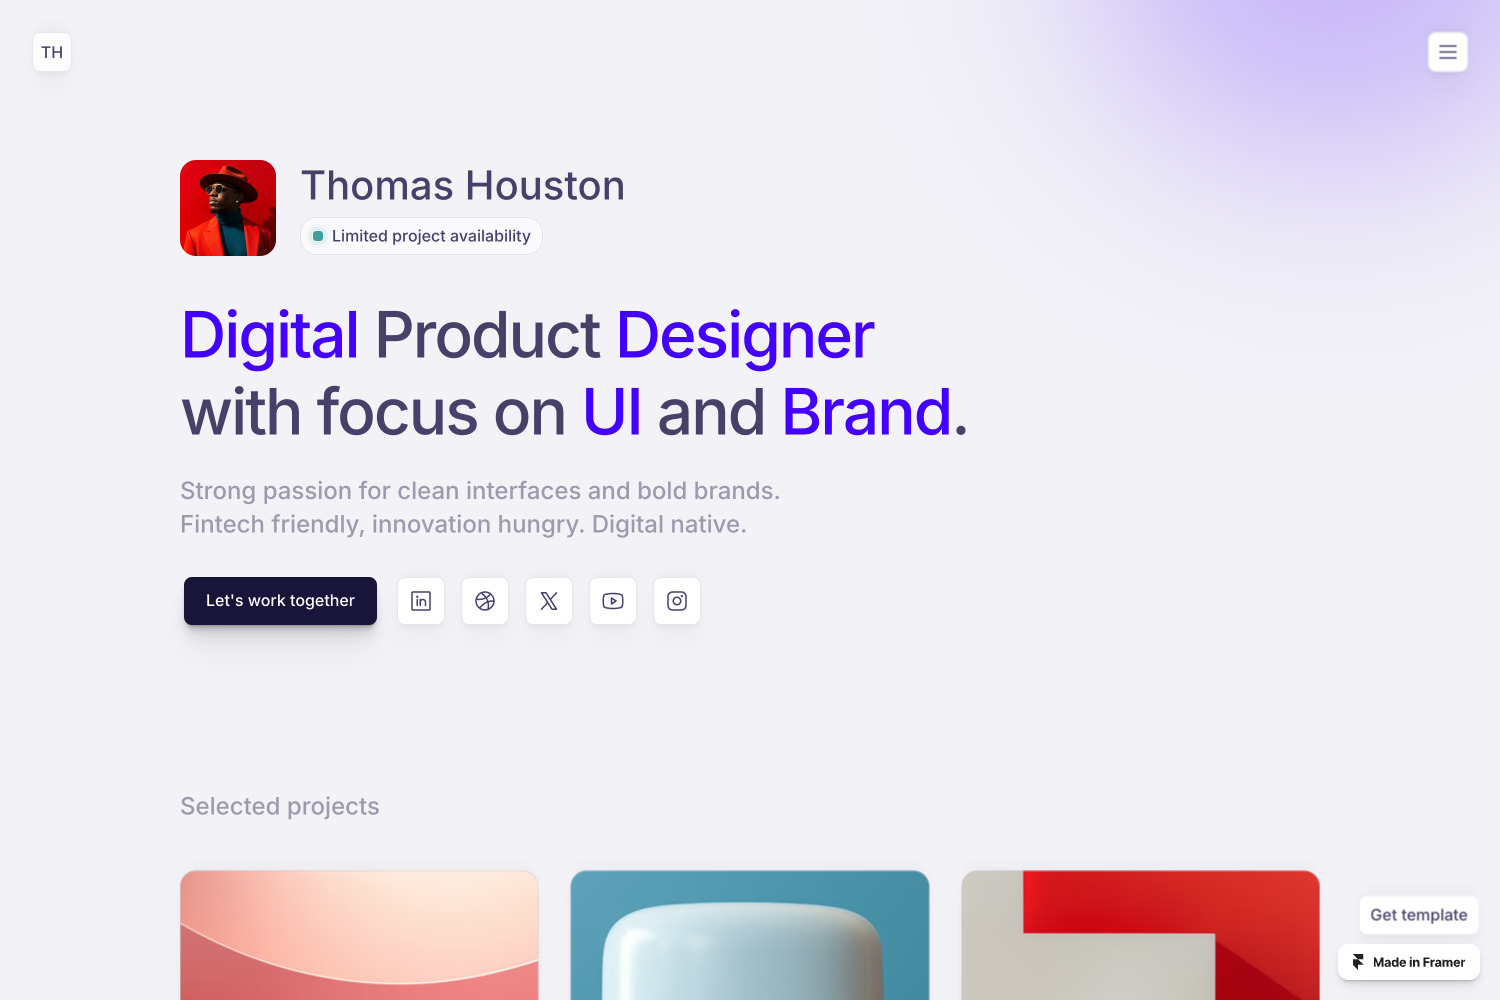 TH
Thomas Houston
Limited project availability
Digital Product Designer
with focus on UI and Brand.
Strong passion for clean interfaces and bold brands.
Fintech friendly, innovation hungry. Digital native.
Let's work together
Selected projects
Get template
Made in Framer